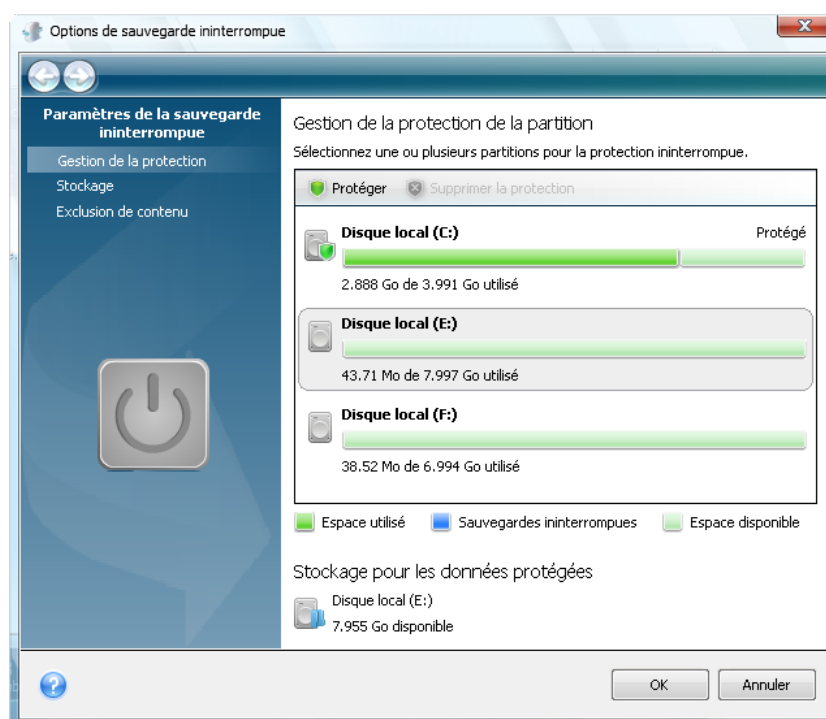 Options de sauvegarde ininterrompue
Paramètres de la sauvegarde
ininterrompue
Gestion de la protection
Stockage
Exclusion de contenu
Gestion de la protection de la partition
Sélectionnez une ou plusieurs partitions pour la protection ininterrompue.
Protéger Supprimer la protection
Disque local (C:) Protégé
2.888 Go de 3.991 Go utilisé
Disque local (E:)
43.71 Mo de 7.997 Go utilisé
Disque local (F:)
38.52 Mo de 6.994 Go utilisé
Espace utilisé Sauvegardes ininterrompues Espace disponible
Stockage pour les données protégées
Disque local (E:)
7.955 Go disponible
OK Annuler